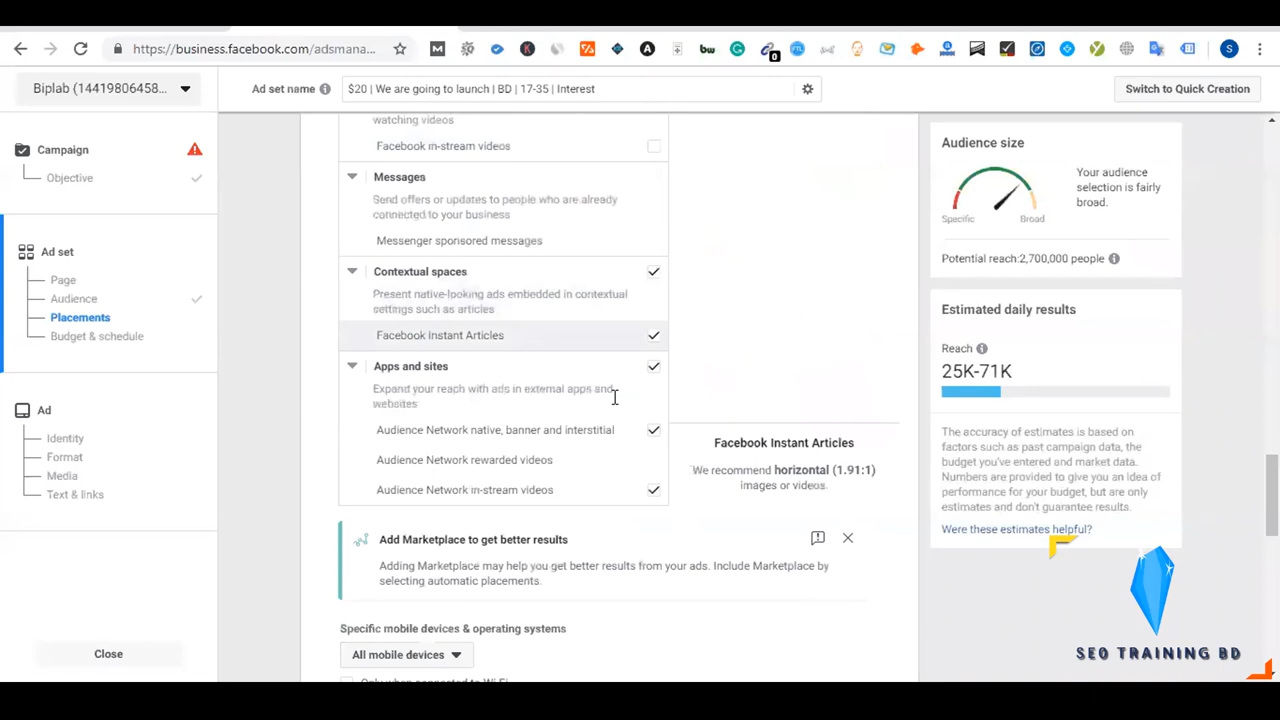 https://business.facebook.com/adsmana...
Biplab (14419806458...
Ad set name
$20 | We are going to launch | BD | 17-35 | Interest
Switch to Quick Creation
Campaign
Objective
Ad set
Page
Audience
Placements
Budget & schedule
Ad
Identity
Format
Media
Text & links
Close
watching videos
Facebook in-stream videos
Messages
Send offers or updates to people who are already
connected to your business
Messenger sponsored messages
Contextual spaces
Present native-looking ads embedded in contextual
settings such as articles
Facebook Instant Articles
Apps and sites
Expand your reach with ads in external apps and
websites
Audience Network native, banner and interstitial
Audience Network rewarded videos
Audience Network in-stream videos
Facebook Instant Articles
We recommend horizontal (1.91:1)
images or videos.
Add Marketplace to get better results
Adding Marketplace may help you get better results from your ads. Include Marketplace by
selecting automatic placements.
Specific mobile devices & operating systems
All mobile devices
Only when connected to Wi-Fi
Audience size
Your audience
selection is fairly
broad.
Specific
Broad
Potential reach:2,700,000 people
Estimated daily results
Reach
25K-71K
The accuracy of estimates is based on
factors such as past campaign data, the
budget you've entered and market data.
Numbers are provided to give you an idea of
performance for your budget, but are only
estimates and don't guarantee results.
Were these estimates helpful?
SEO TRAINING BD